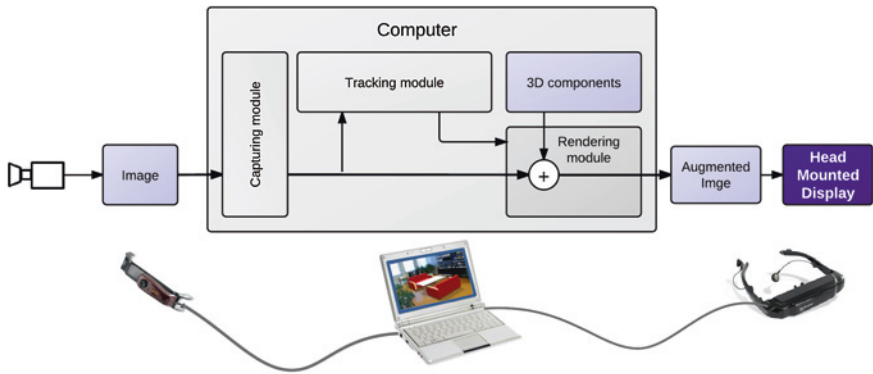 Computer
Capturing module
Tracking module
3D components
Rendering
module
Image
Augmented
Imge
Head
Mounted
Display